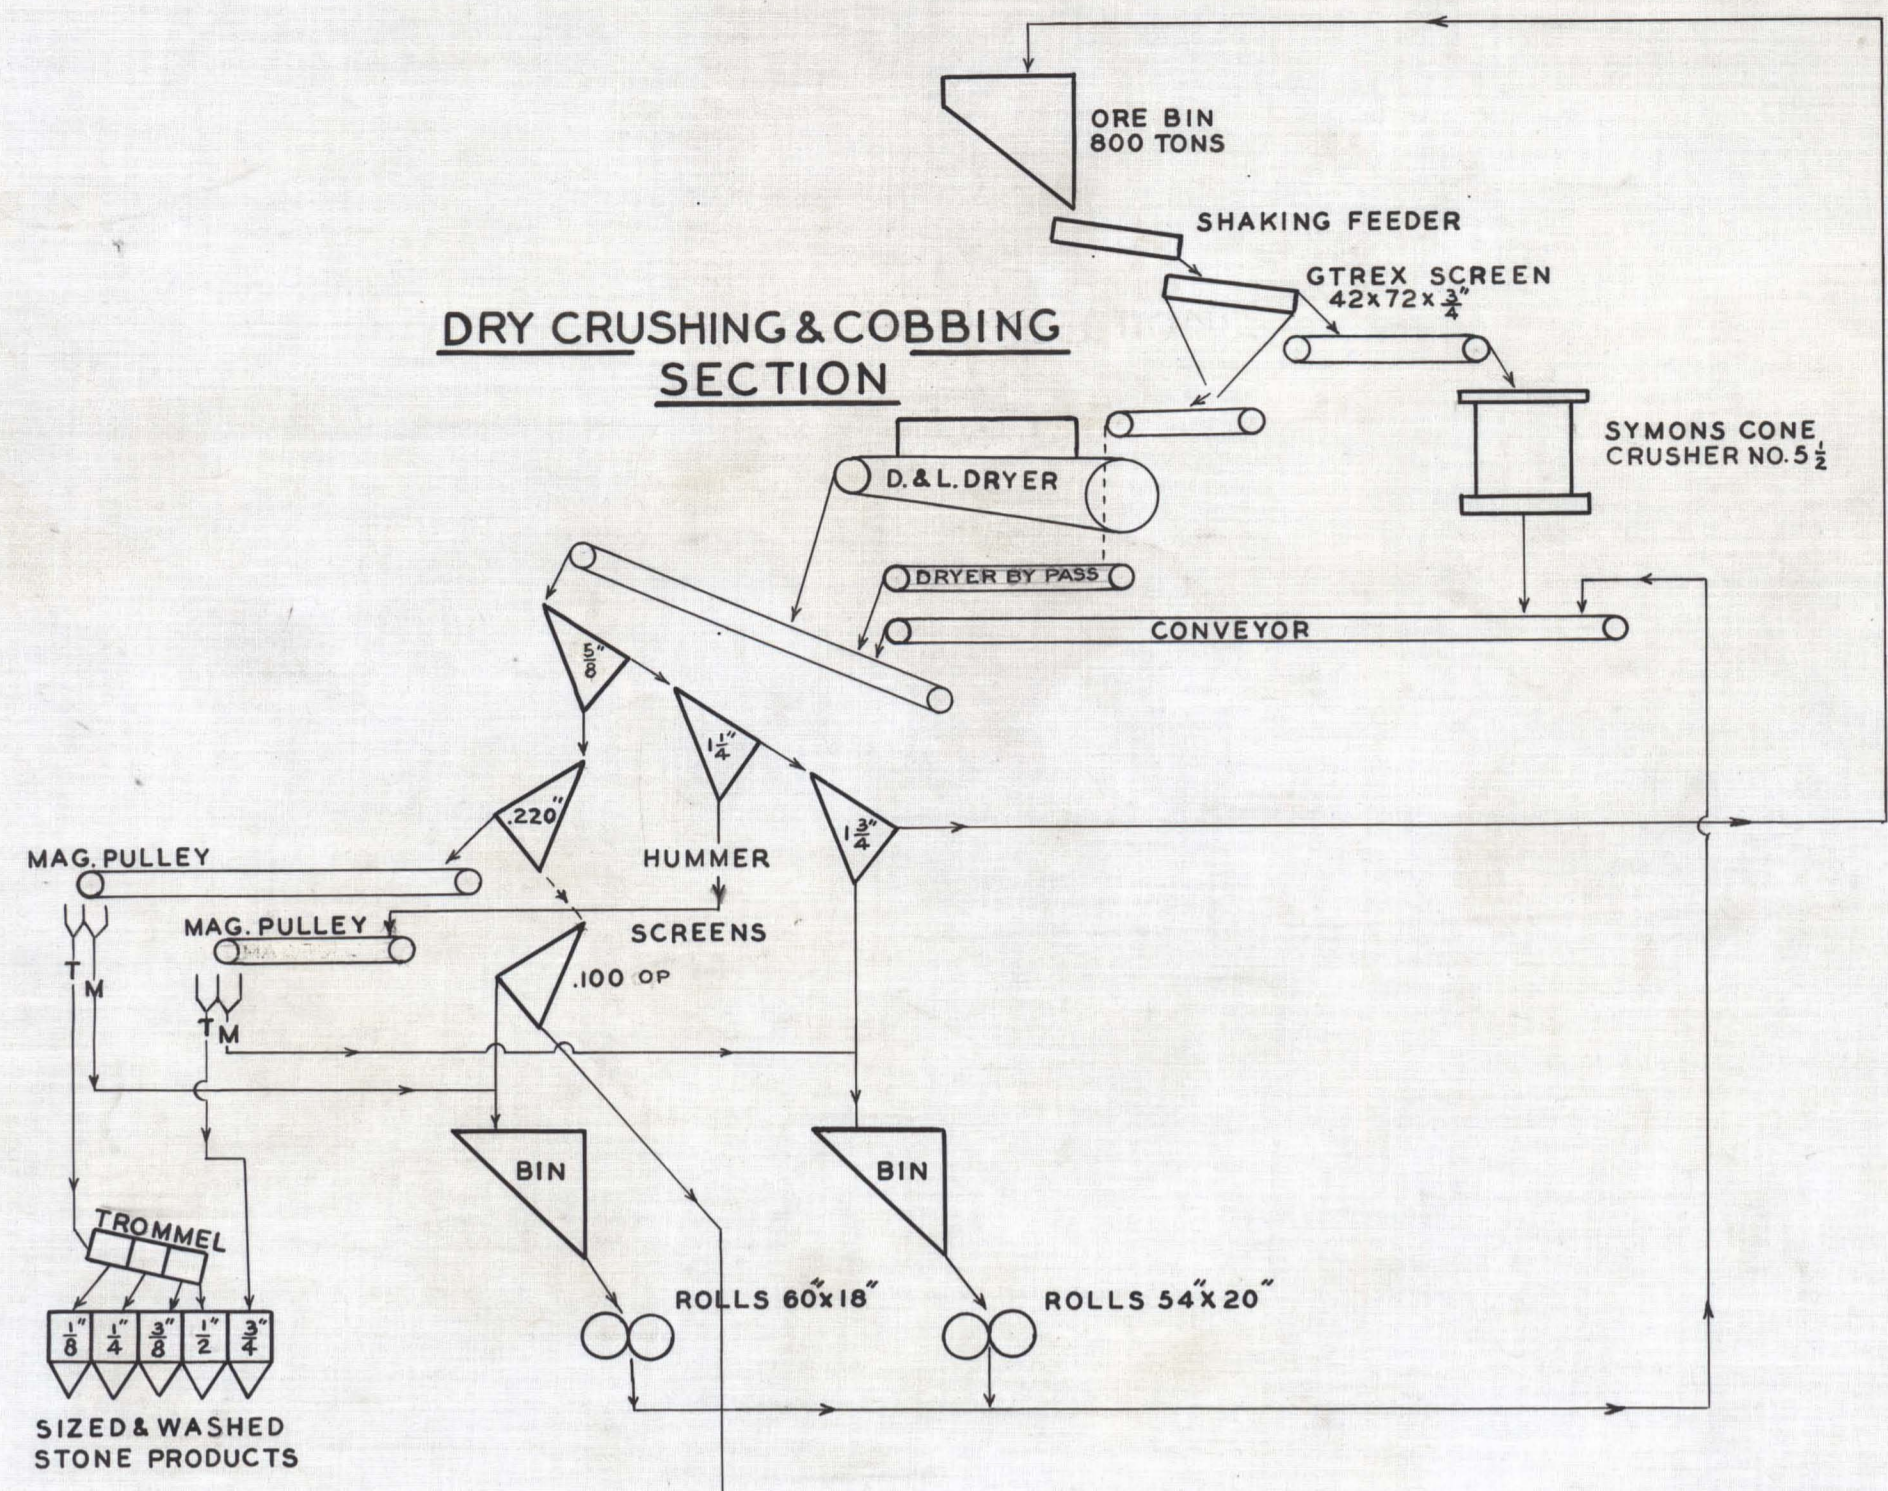 ORE BIN
800 TONS
SHAKING FEEDER
GTREX SCREEN
42x72x 3/4"
DRY CRUSHING & COBBING
SECTION
SYMONS CONE
CRUSHER NO. 5 1/2
D. & L. DRYER
DRYER BY PASS
CONVEYOR
5/8"
1 1/4"
.220"
1 3/4"
MAG. PULLEY
HUMMER
MAG. PULLEY
SCREENS
T
M
.100 OP
T M
BIN
BIN
TROMMEL
ROLLS 60"x18"
ROLLS 54"x20"
1/8" 1/4" 3/8" 1/2" 3/4"
SIZED & WASHED
STONE PRODUCTS